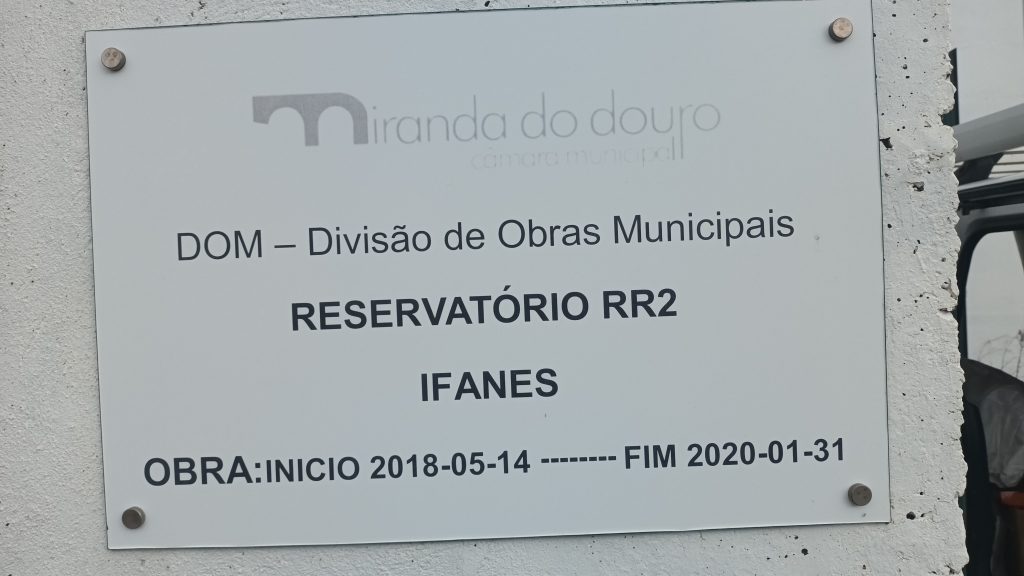 miranda do douro
câmara municipal
DOM – Divisão de Obras Municipais
RESERVATÓRIO RR2
IFANES
OBRA:INICIO 2018-05-14 -------- FIM 2020-01-31